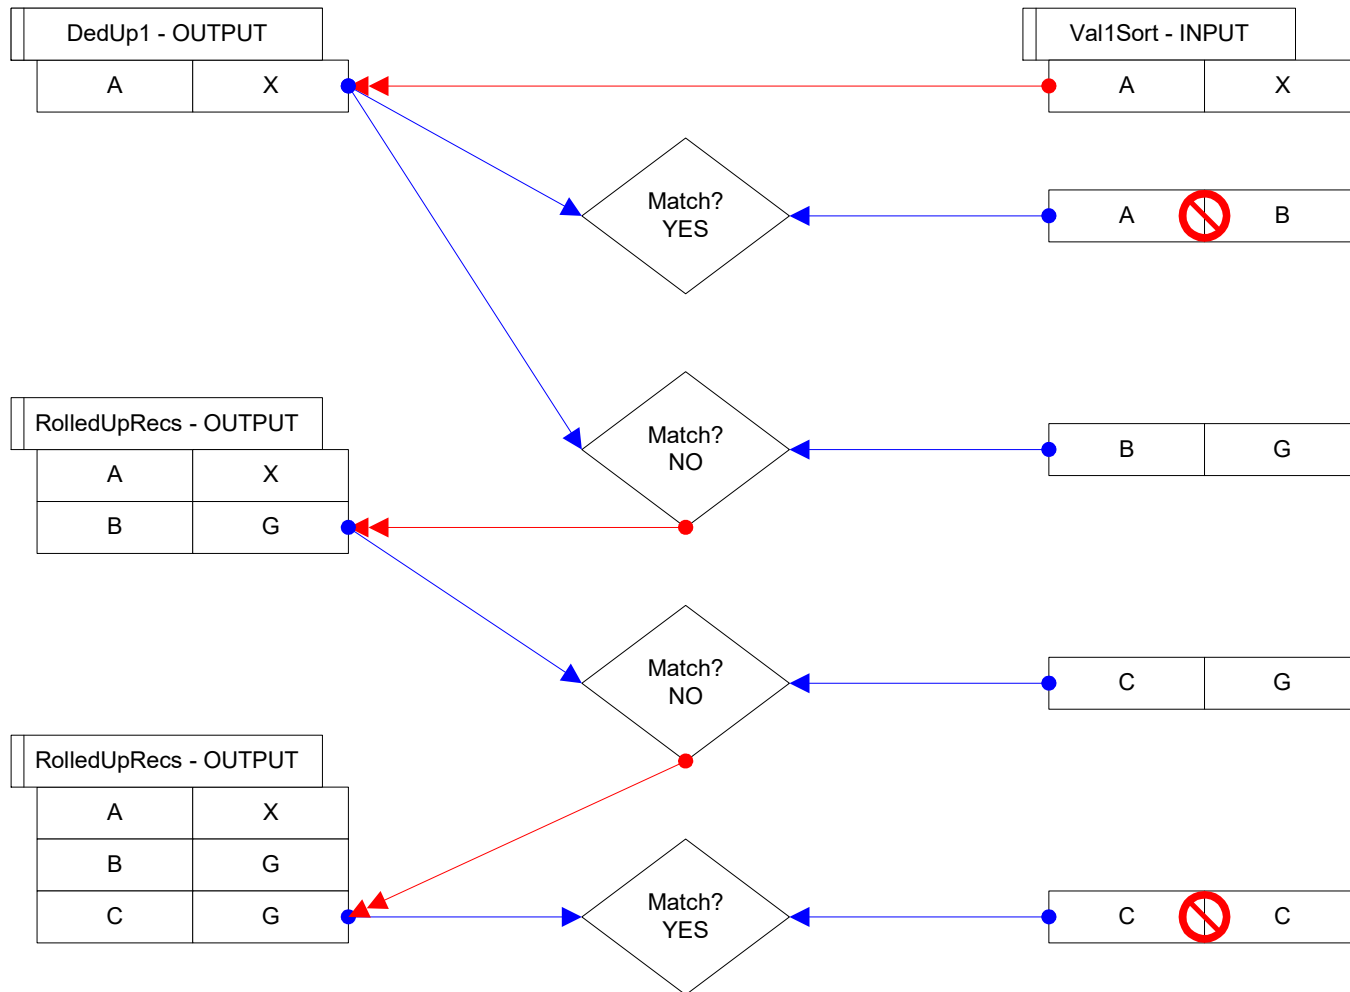 DedUp1 - OUTPUT
Val1Sort - INPUT
A X
A X
Match?
YES
A B
Match?
NO
B G
RolledUpRecs - OUTPUT
A X
B G
Match?
NO
C G
RolledUpRecs - OUTPUT
A X
B G
C G
Match?
YES
C C